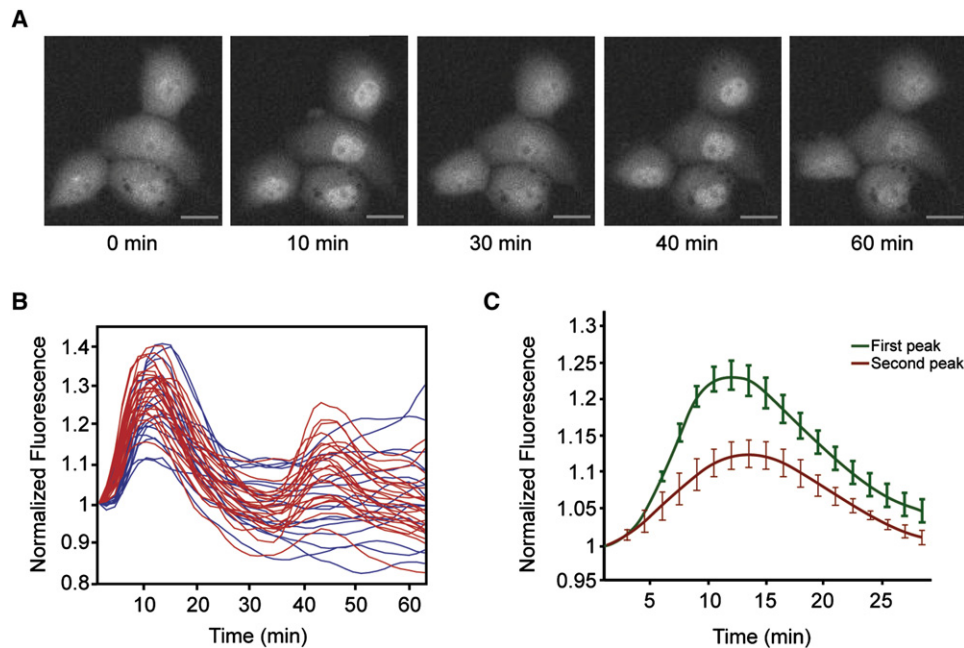 A
0 min
10 min
30 min
40 min
60 min
B
Normalized Fluorescence
1.4
1.3
1.2
1.1
1
0.9
0.8
10
20
30
40
50
60
Time (min)
C
Normalized Fluorescence
1.3
1.25
1.2
1.15
1.1
1.05
1
0.95
5
10
15
20
25
Time (min)
First peak
Second peak